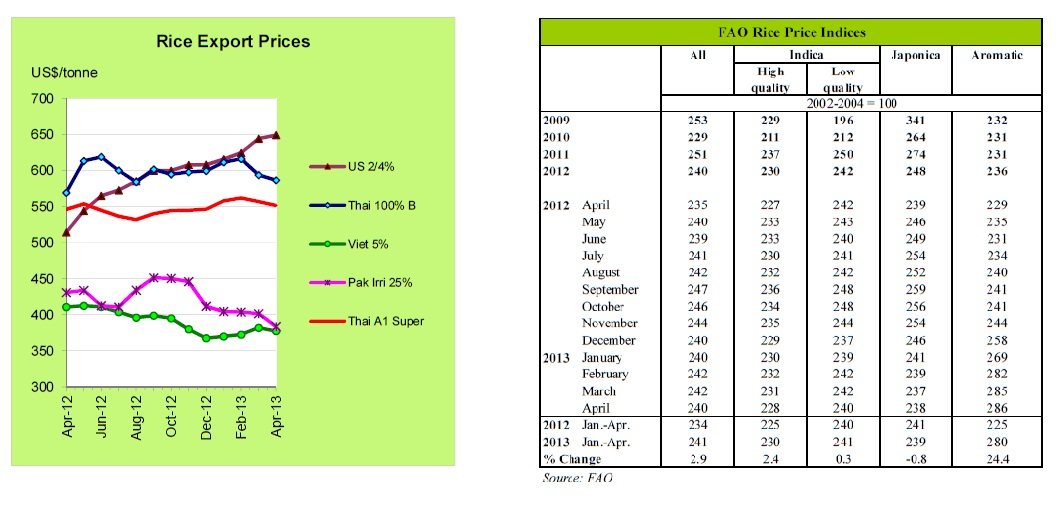 Rice Export Prices
US$/tonne
700
650
600
550
500
450
400
350
300
Apr-12
Jun-12
Aug-12
Oct-12
Dec-12
Feb-13
Apr-13
US 2/4%
Thai 100% B
Viet 5%
Pak Irri 25%
Thai A1 Super
FAO Rice Price Indices
All Indica Japonica Aromatic
High quality Low quality
2002-2004 = 100
2009 253 229 196 341 232
2010 229 211 212 264 231
2011 251 237 250 274 231
2012 240 230 242 248 236
2012 April 235 227 242 239 229
May 240 233 243 246 235
June 239 233 240 249 231
July 241 230 241 254 234
August 242 232 242 252 240
September 247 236 248 259 241
October 246 234 248 256 241
November 244 235 244 254 244
December 240 229 237 246 258
2013 January 240 230 239 241 269
February 242 232 242 239 282
March 242 231 242 237 285
April 240 228 240 238 286
2012 Jan.-Apr. 234 225 240 241 225
2013 Jan.-Apr. 241 230 241 239 280
% Change 2.9 2.4 0.3 -0.8 24.4
Source: FAO